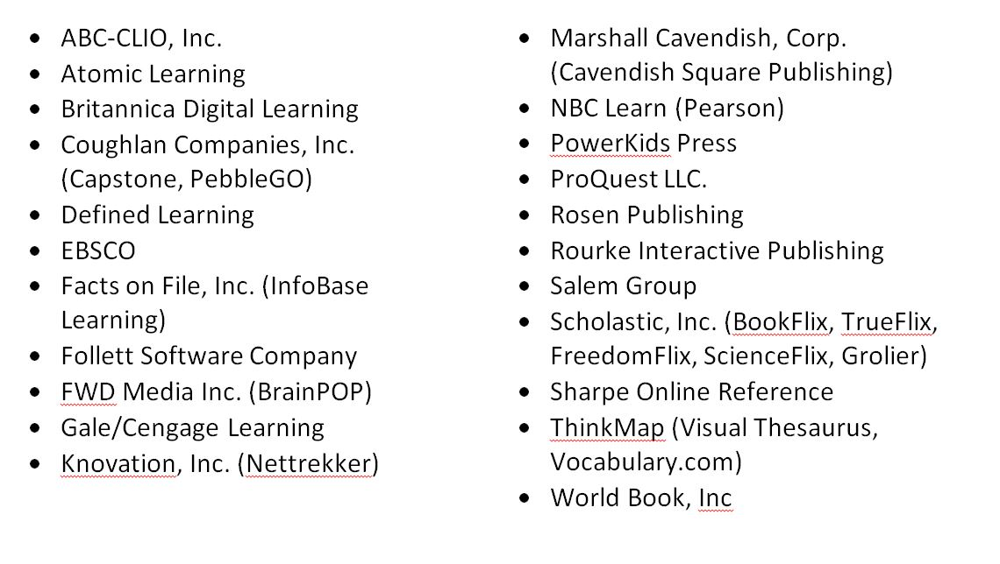 • ABC-CLIO, Inc.
• Atomic Learning
• Britannica Digital Learning
• Coughlan Companies, Inc.
(Capstone, PebbleGO)
• Defined Learning
• EBSCO
• Facts on File, Inc. (InfoBase
Learning)
• Follett Software Company
• FWD Media Inc. (BrainPOP)
• Gale/Cengage Learning
• Knovation, Inc. (Nettrekker)
• Marshall Cavendish, Corp.
(Cavendish Square Publishing)
• NBC Learn (Pearson)
• PowerKids Press
• ProQuest LLC.
• Rosen Publishing
• Rourke Interactive Publishing
• Salem Group
• Scholastic, Inc. (BookFlix, TrueFlix,
FreedomFlix, ScienceFlix, Grolier)
• Sharpe Online Reference
• ThinkMap (Visual Thesaurus,
Vocabulary.com)
• World Book, Inc